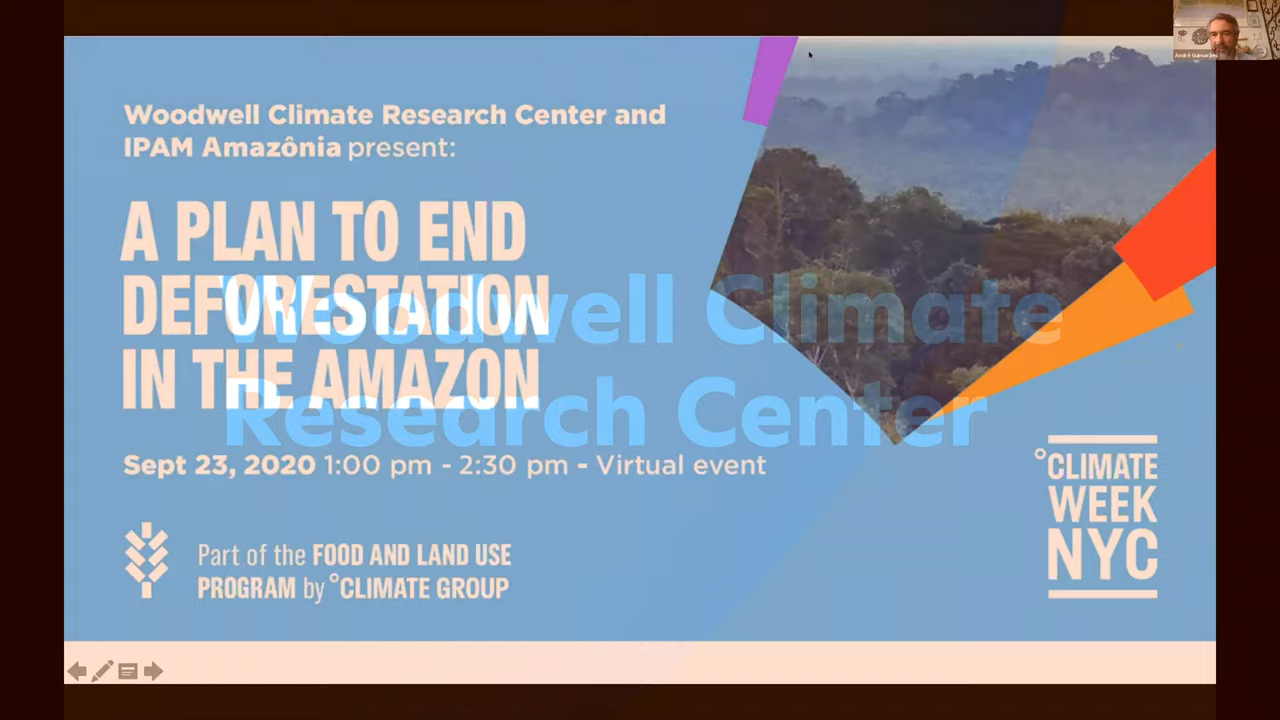 Woodwell Climate Research Center and
IPAM Amazônia present:
A PLAN TO END
DEFORESTATION
IN THE AMAZON
Woodwell Climate
Research Center
Sept 23, 2020 1:00 pm - 2:30 pm - Virtual event
Part of the FOOD AND LAND USE
PROGRAM by °CLIMATE GROUP
°CLIMATE
WEEK
NYC
André Guimarães